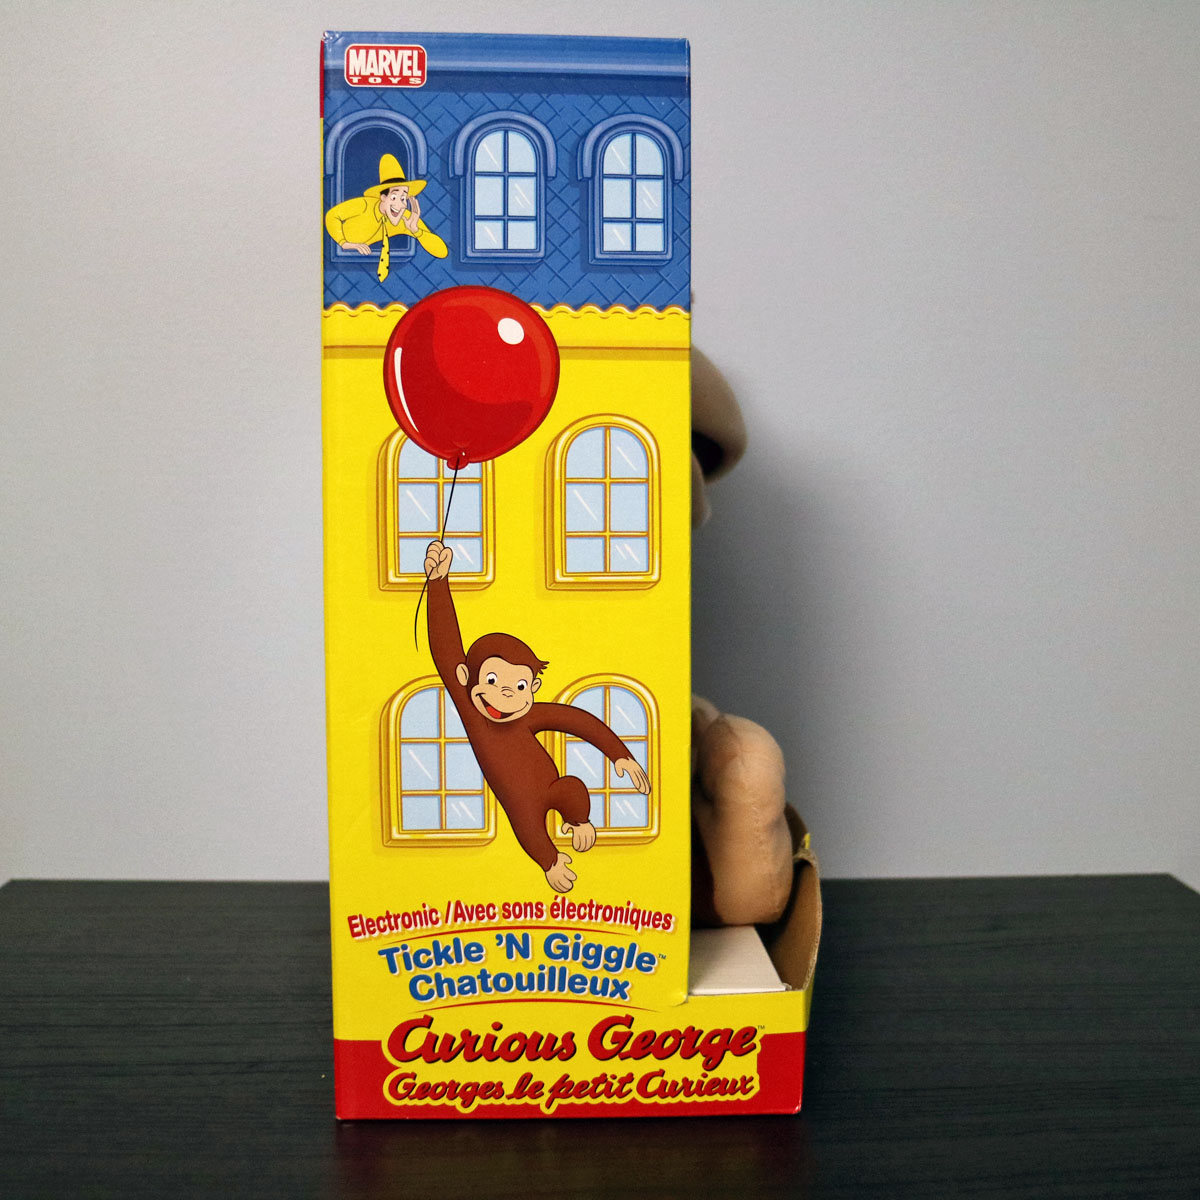 MARVEL
TOYS
Electronic / Avec sons électroniques
Tickle 'N Giggle™
Chatouilleux
Curious George™
Georges le petit Curieux